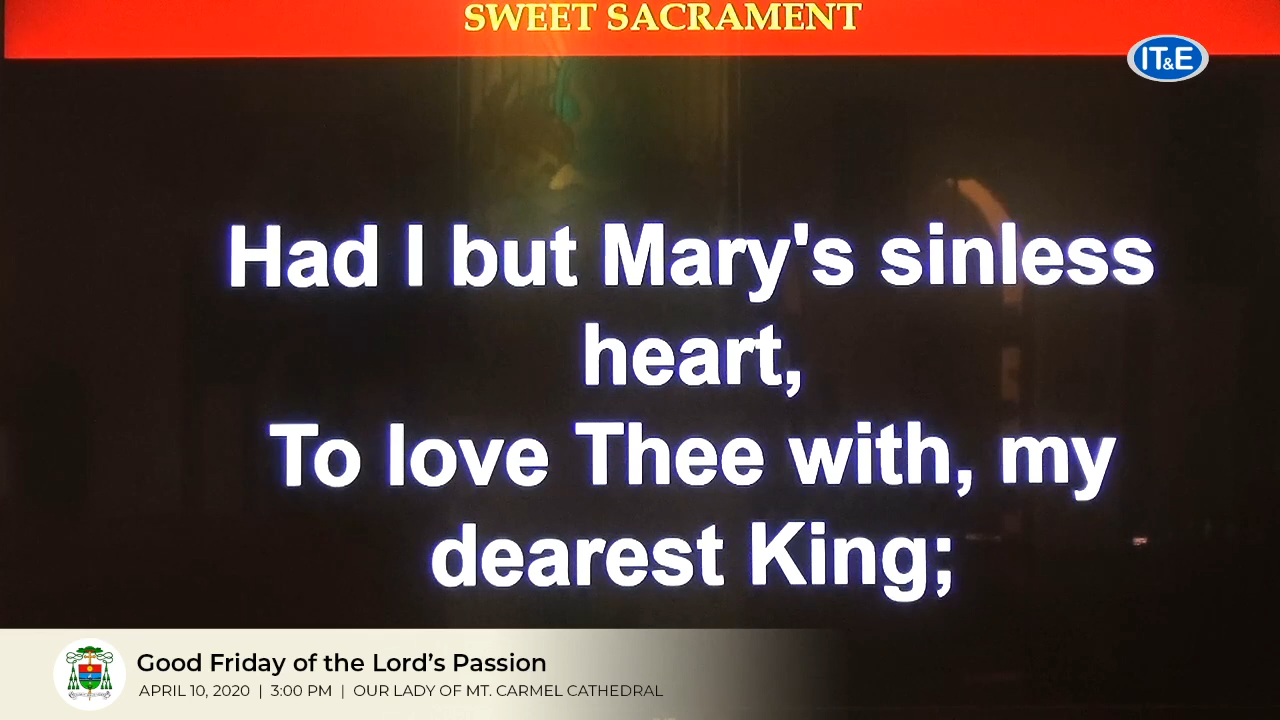 SWEET SACRAMENT
IT&E
Had I but Mary's sinless
heart,
To love Thee with, my
dearest King;
Good Friday of the Lord's Passion
APRIL 10, 2020 | 3:00 PM | OUR LADY OF MT. CARMEL CATHEDRAL